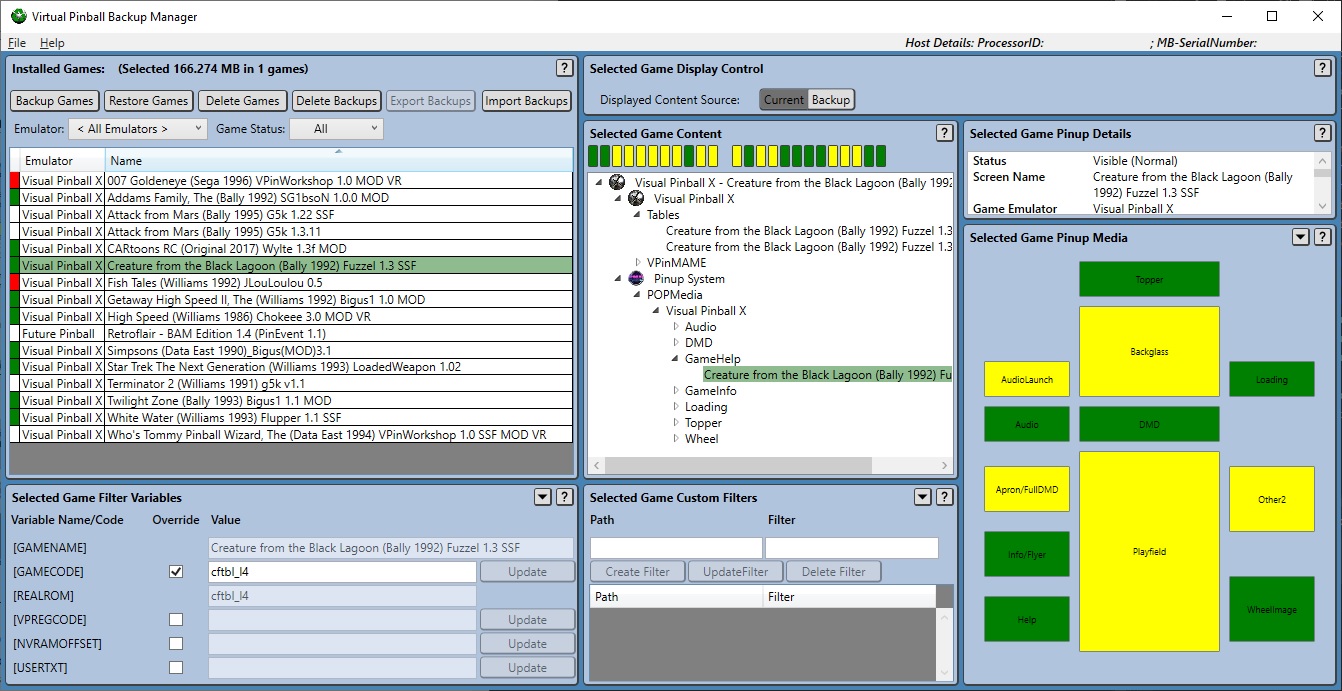 Virtual Pinball Backup Manager
File Help
Host Details: ProcessorID: ; MB-SerialNumber:
Installed Games: (Selected 166.274 MB in 1 games) ?
Backup Games Restore Games Delete Games Delete Backups Export Backups Import Backups
Emulator: < All Emulators > Game Status: All
Emulator Name
Visual Pinball X 007 Goldeneye (Sega 1996) VPinWorkshop 1.0 MOD VR
Visual Pinball X Addams Family, The (Bally 1992) SG1bsoN 1.0.0 MOD
Visual Pinball X Attack from Mars (Bally 1995) G5k 1.22 SSF
Visual Pinball X Attack from Mars (Bally 1995) G5k 1.3.11
Visual Pinball X CARtoons RC (Original 2017) Wylte 1.3f MOD
Visual Pinball X Creature from the Black Lagoon (Bally 1992) Fuzzel 1.3 SSF
Visual Pinball X Fish Tales (Williams 1992) JLouLoulou 0.5
Visual Pinball X Getaway High Speed II, The (Williams 1992) Bigus1 1.0 MOD
Visual Pinball X High Speed (Williams 1986) Chokeee 3.0 MOD VR
Future Pinball Retroflair - BAM Edition 1.4 (PinEvent 1.1)
Visual Pinball X Simpsons (Data East 1990)_Bigus(MOD)3.1
Visual Pinball X Star Trek The Next Generation (Williams 1993) LoadedWeapon 1.02
Visual Pinball X Terminator 2 (Williams 1991) g5k v1.1
Visual Pinball X Twilight Zone (Bally 1993) Bigus1 1.1 MOD
Visual Pinball X White Water (Williams 1993) Flupper 1.1 SSF
Visual Pinball X Who's Tommy Pinball Wizard, The (Data East 1994) VPinWorkshop 1.0 SSF MOD VR
Selected Game Filter Variables ?
Variable Name/Code Override Value
[GAMENAME] Creature from the Black Lagoon (Bally 1992) Fuzzel 1.3 SSF
[GAMECODE] cftbl_l4 Update
[REALROM] cftbl_l4
[VPREGCODE] Update
[NVRAMOFFSET] Update
[USERTXT] Update
Selected Game Display Control ?
Displayed Content Source: Current Backup
Selected Game Content ?
Visual Pinball X - Creature from the Black Lagoon (Bally 1992
Visual Pinball X
Tables
Creature from the Black Lagoon (Bally 1992) Fuzzel 1.3
Creature from the Black Lagoon (Bally 1992) Fuzzel 1.3
VPinMAME
Pinup System
POPMedia
Visual Pinball X
Audio
DMD
GameHelp
Creature from the Black Lagoon (Bally 1992) Fu
GameInfo
Loading
Topper
Wheel
Selected Game Custom Filters ?
Path Filter
Create Filter UpdateFilter Delete Filter
Path Filter
Selected Game Pinup Details ?
Status Visible (Normal)
Screen Name Creature from the Black Lagoon (Bally
1992) Fuzzel 1.3 SSF
Game Emulator Visual Pinball X
Selected Game Pinup Media ?
Topper
Backglass
AudioLaunch
Loading
Audio
DMD
Apron/FullDMD
Other2
Info/Flyer
Playfield
WheelImage
Help